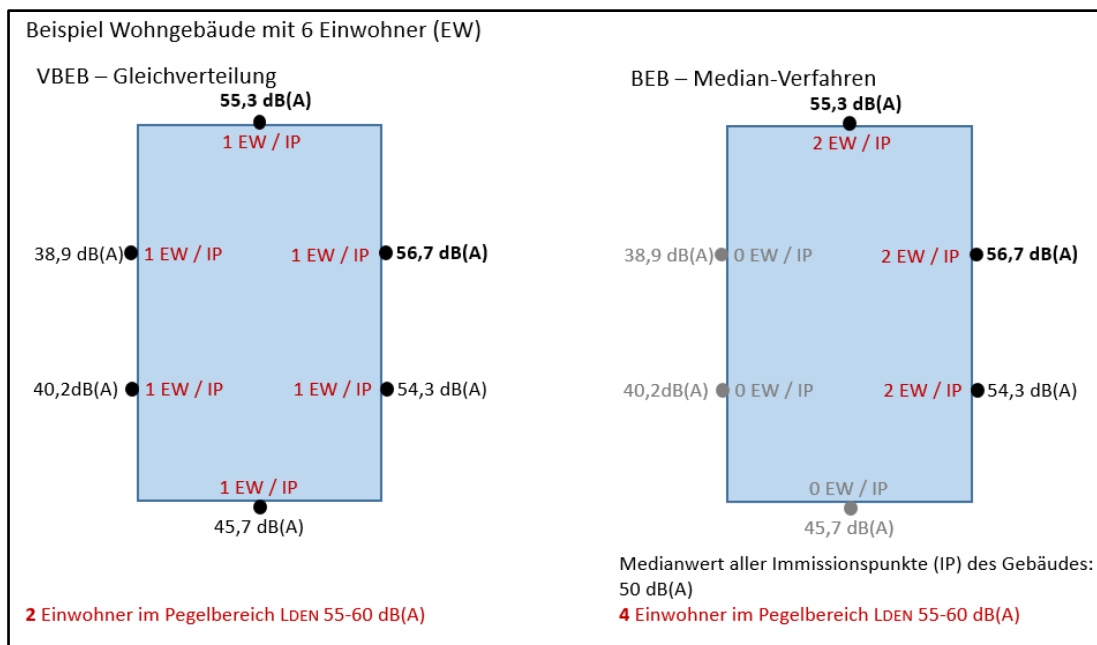 Beispiel Wohngebäude mit 6 Einwohner (EW)
VBEB – Gleichverteilung
55,3 dB(A)
1 EW / IP
38,9 dB(A)
1 EW / IP
1 EW / IP
56,7 dB(A)
40,2dB(A)
1 EW / IP
1 EW / IP
54,3 dB(A)
1 EW / IP
45,7 dB(A)
2 Einwohner im Pegelbereich LDEN 55-60 dB(A)
BEB – Median-Verfahren
55,3 dB(A)
2 EW / IP
38,9 dB(A)
0 EW / IP
2 EW / IP
56,7 dB(A)
40,2dB(A)
0 EW / IP
2 EW / IP
54,3 dB(A)
0 EW / IP
45,7 dB(A)
Medianwert aller Immissionspunkte (IP) des Gebäudes:
50 dB(A)
4 Einwohner im Pegelbereich LDEN 55-60 dB(A)